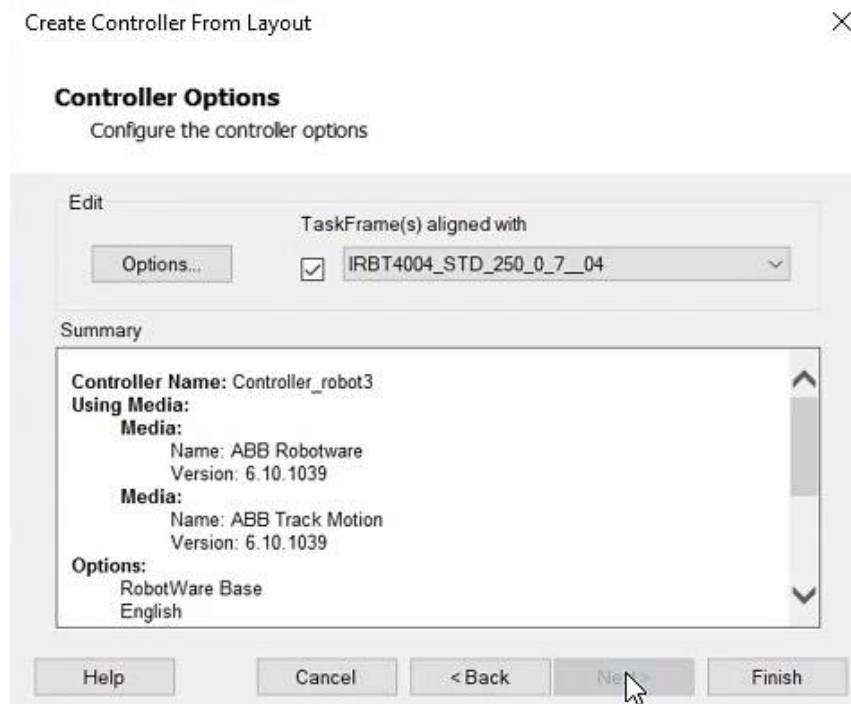 Create Controller From Layout
Controller Options
Configure the controller options
Edit
TaskFrame(s) aligned with
Options...
IRBT4004_STD_250_0_7__04
Summary
Controller Name: Controller_robot3
Using Media:
Media:
Name: ABB Robotware
Version: 6.10.1039
Media:
Name: ABB Track Motion
Version: 6.10.1039
Options:
RobotWare Base
English
Help
Cancel
< Back
Next >
Finish